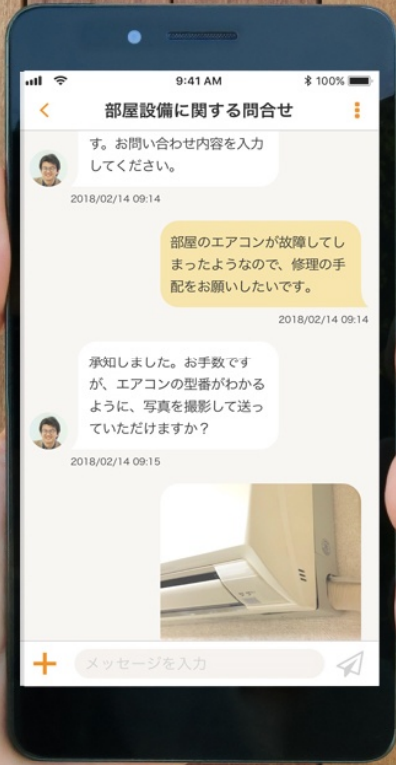 9:41 AM
100%
部屋設備に関する問合せ
す。お問い合わせ内容を入力
してください。
2018/02/14 09:14
部屋のエアコンが故障してし
まったようなので、修理の手
配をお願いしたいです。
2018/02/14 09:14
承知しました。お手数です
が、エアコンの型番がわかる
ように、写真を撮影して送っ
ていただけますか？
2018/02/14 09:15
メッセージを入力